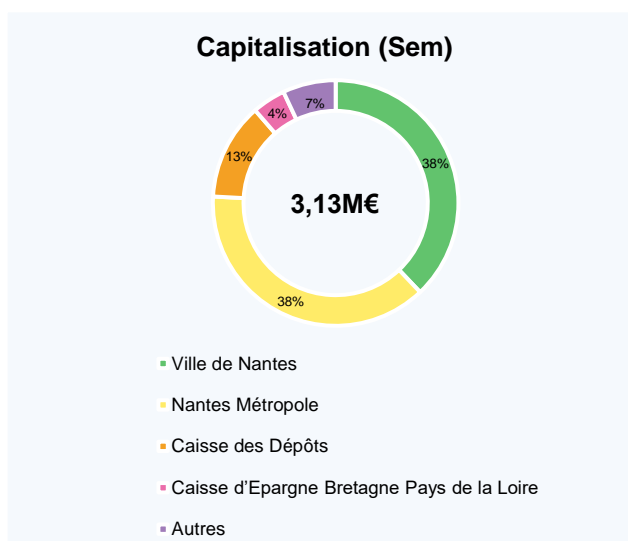 Capitalisation (Sem)
7%
4%
13%
38%
3,13M€
38%
Ville de Nantes
Nantes Métropole
Caisse des Dépôts
Caisse d’Epargne Bretagne Pays de la Loire
Autres